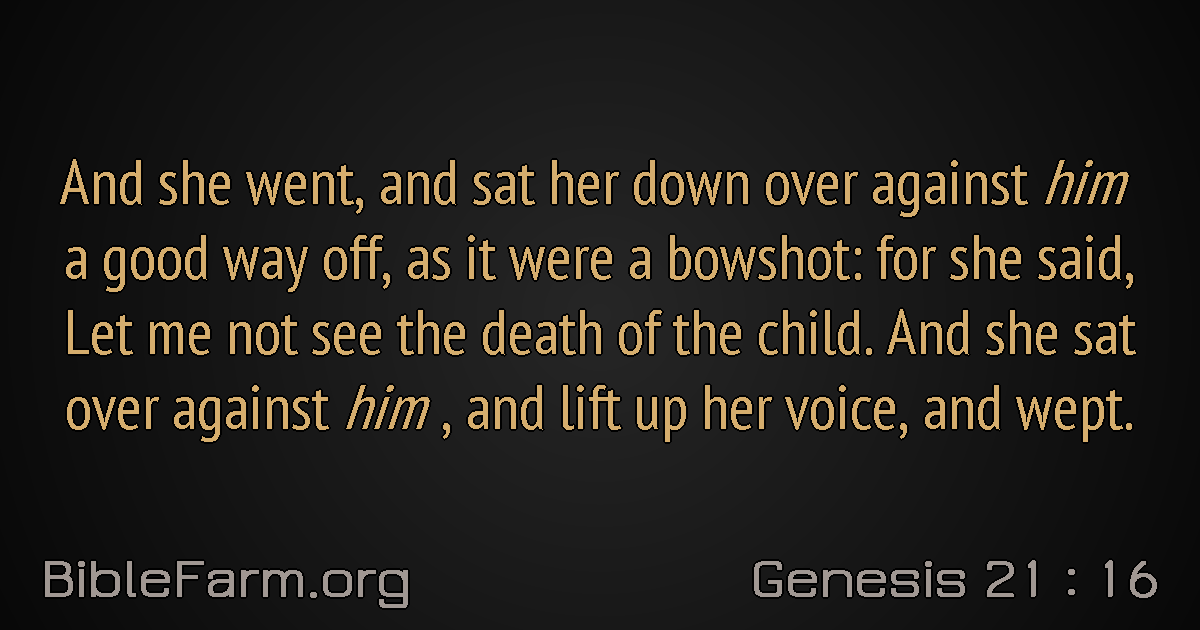 And she went, and sat her down over against him
a good way off, as it were a bowshot: for she said,
Let me not see the death of the child. And she sat
over against him , and lift up her voice, and wept.
BibleFarm.org
Genesis 21 : 16